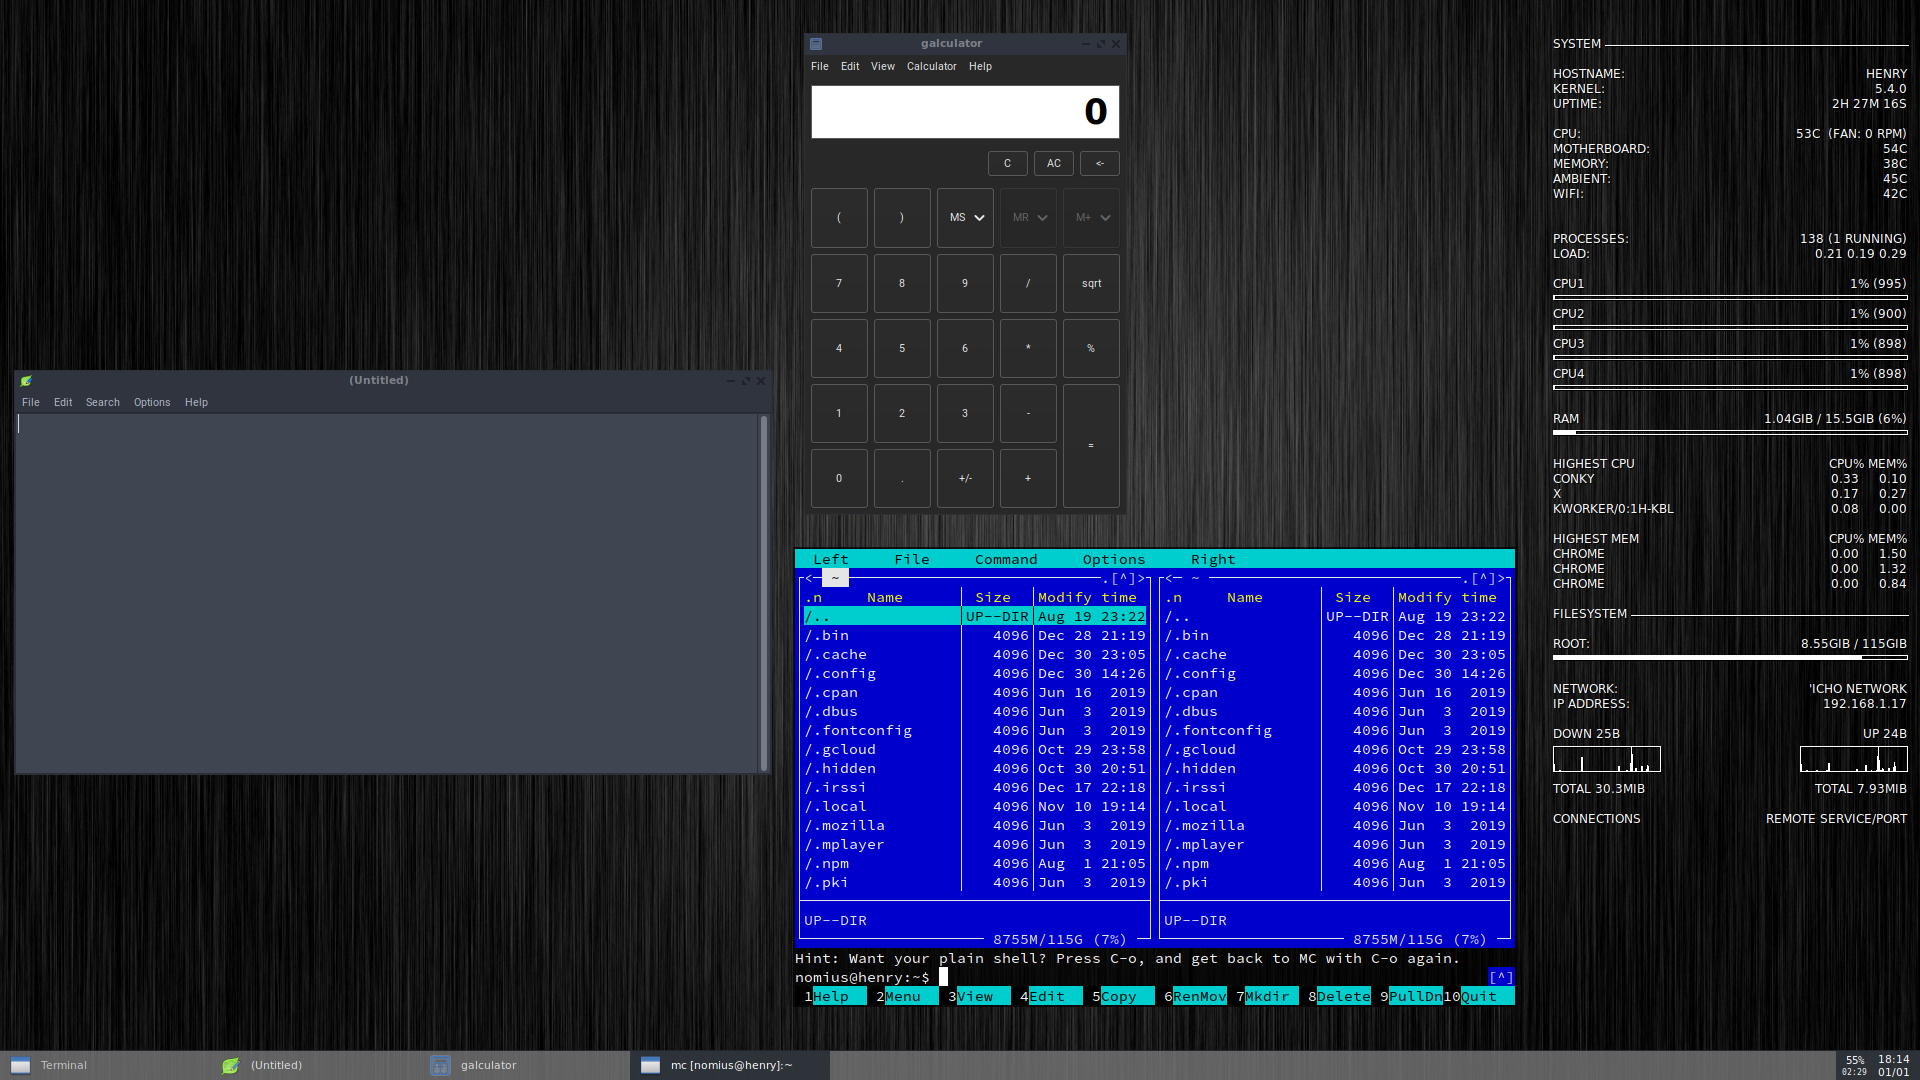 galculator
File Edit View Calculator Help
0
C AC <-
( ) MS MR M+
7 8 9 / sqrt
4 5 6 * %
1 2 3 - =
0 . +/- +
(Untitled)
File Edit Search Options Help
Left File Command Options Right
<— ~ .[^]> <— ~ .[^]>
.n Name Size Modify time .n Name Size Modify time
/.. UP--DIR Aug 19 23:22 /.. UP--DIR Aug 19 23:22
/.bin 4096 Dec 28 21:19 /.bin 4096 Dec 28 21:19
/.cache 4096 Dec 30 23:05 /.cache 4096 Dec 30 23:05
/.config 4096 Dec 30 14:26 /.config 4096 Dec 30 14:26
/.cpan 4096 Jun 16 2019 /.cpan 4096 Jun 16 2019
/.dbus 4096 Jun 3 2019 /.dbus 4096 Jun 3 2019
/.fontconfig 4096 Jun 3 2019 /.fontconfig 4096 Jun 3 2019
/.gcloud 4096 Oct 29 23:58 /.gcloud 4096 Oct 29 23:58
/.hidden 4096 Oct 30 20:51 /.hidden 4096 Oct 30 20:51
/.irssi 4096 Dec 17 22:18 /.irssi 4096 Dec 17 22:18
/.local 4096 Nov 10 19:14 /.local 4096 Nov 10 19:14
/.mozilla 4096 Jun 3 2019 /.mozilla 4096 Jun 3 2019
/.mplayer 4096 Jun 3 2019 /.mplayer 4096 Jun 3 2019
/.npm 4096 Aug 1 21:05 /.npm 4096 Aug 1 21:05
/.pki 4096 Jun 3 2019 /.pki 4096 Jun 3 2019
UP--DIR UP--DIR
8755M/115G (7%) 8755M/115G (7%)
Hint: Want your plain shell? Press C-o, and get back to MC with C-o again.
nomius@henry:~$ [^]
1Help 2Menu 3View 4Edit 5Copy 6RenMov 7Mkdir 8Delete 9PullDn 10Quit
SYSTEM
HOSTNAME: HENRY
KERNEL: 5.4.0
UPTIME: 2H 27M 16S
CPU: 53C (FAN: 0 RPM)
MOTHERBOARD: 54C
MEMORY: 38C
AMBIENT: 45C
WIFI: 42C
PROCESSES: 138 (1 RUNNING)
LOAD: 0.21 0.19 0.29
CPU1 1% (995)
CPU2 1% (900)
CPU3 1% (898)
CPU4 1% (898)
RAM 1.04GIB / 15.5GIB (6%)
HIGHEST CPU CPU% MEM%
CONKY 0.33 0.10
X 0.17 0.27
KWORKER/0:1H-KBL 0.08 0.00
HIGHEST MEM CPU% MEM%
CHROME 0.00 1.50
CHROME 0.00 1.32
CHROME 0.00 0.84
FILESYSTEM
ROOT: 8.55GIB / 115GIB
NETWORK: 'ICHO NETWORK
IP ADDRESS: 192.168.1.17
DOWN 25B UP 24B
TOTAL 30.3MIB TOTAL 7.93MIB
CONNECTIONS REMOTE SERVICE/PORT
Terminal (Untitled) galculator mc [nomius@henry]:~ 55% 18:14
02:29 01/01